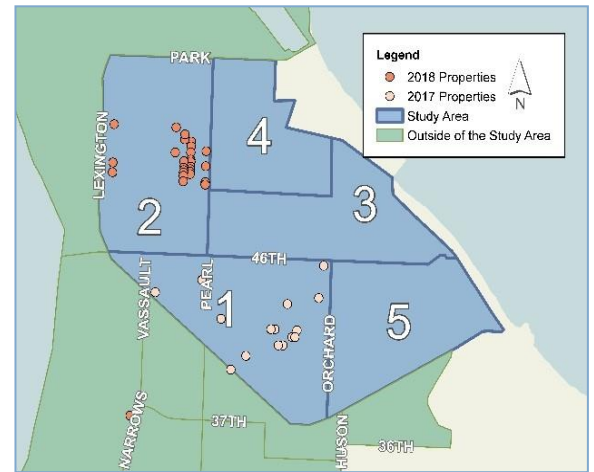 PARK
Legend
2018 Properties
2017 Properties
Study Area
Outside of the Study Area
N
LEXINGTON
4
2
3
46TH
VASSAULT
PEARL
1
5
ORCHARD
NARROWS
37TH
HUSON
36TH